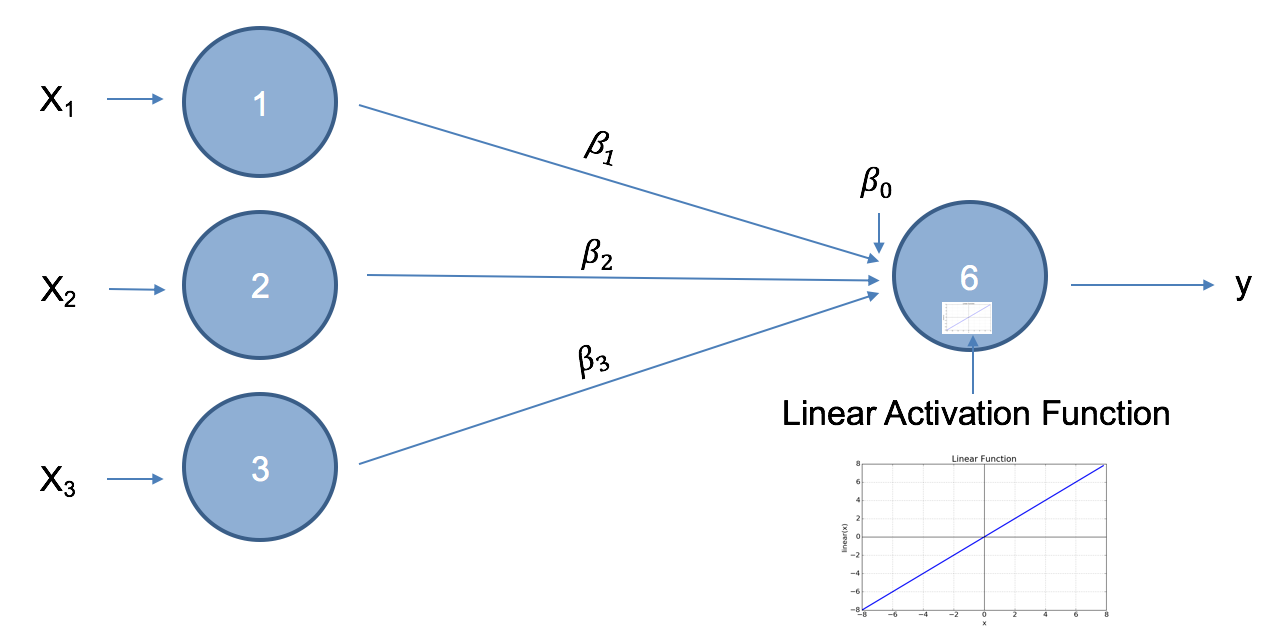 X₁
1
β₁
β₀
X₂
2
β₂
6
y
β₃
X₃
3
Linear Activation Function
Linear Function
linear(x)
8
6
4
2
0
−2
−4
−6
−8
−8 −6 −4 −2 0 2 4 6 8
x